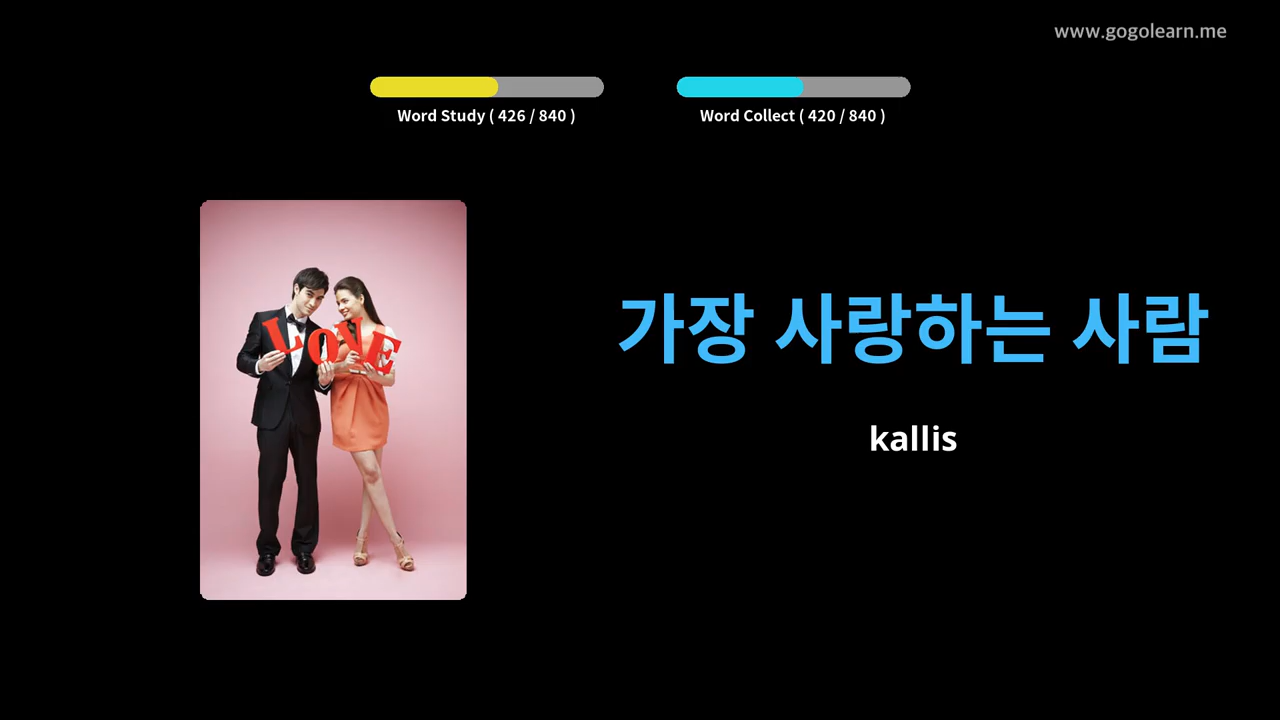 www.gogolearn.me
Word Study ( 426 / 840 )
Word Collect ( 420 / 840 )
LOVE
가장 사랑하는 사람
kallis